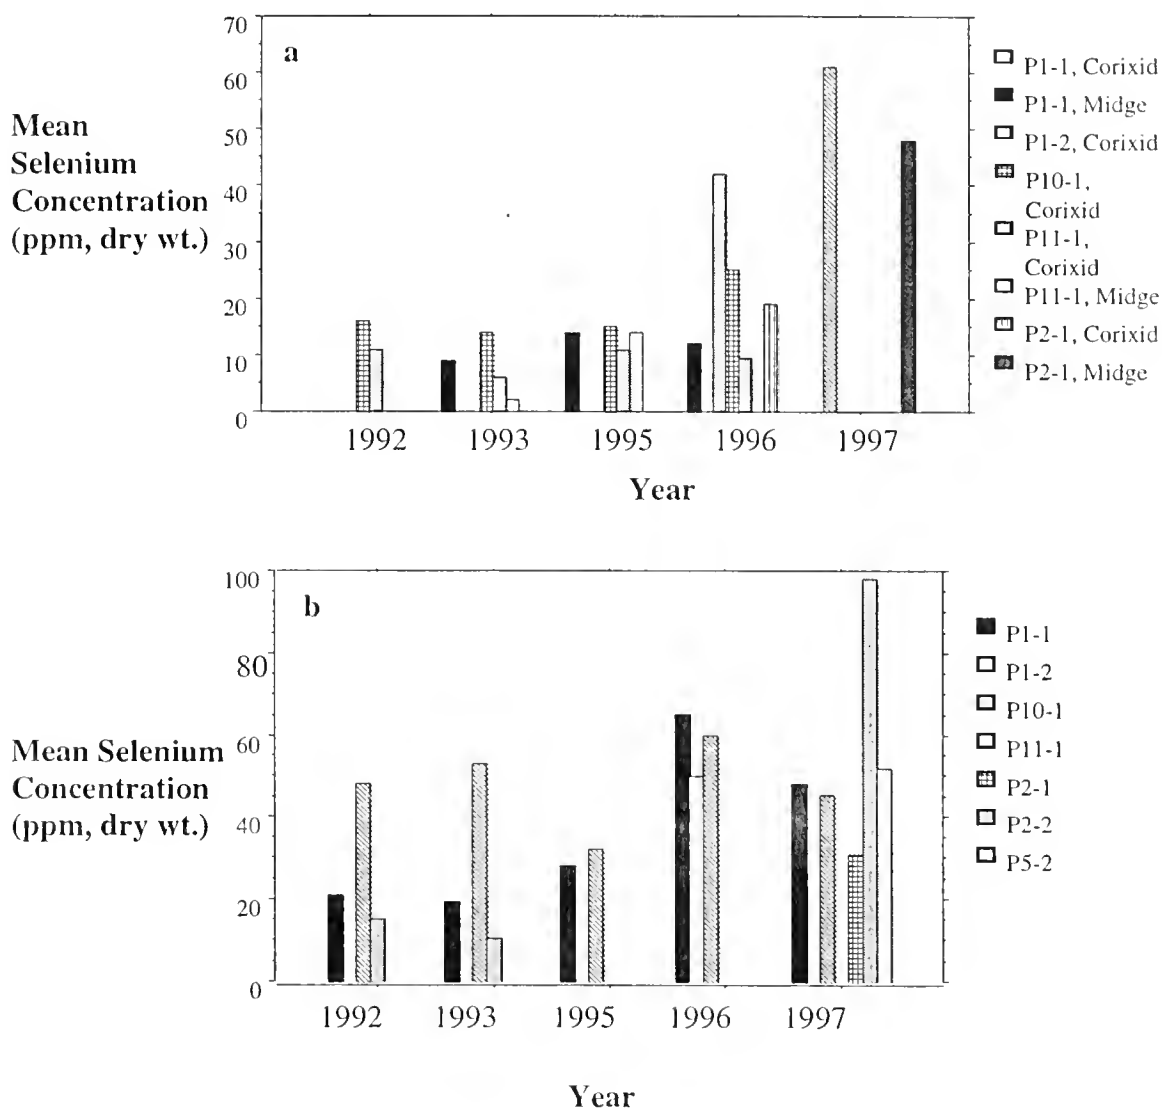 70
60
50
40
30
20
10
0
a
Mean
Selenium
Concentration
(ppm, dry wt.)
P1-1, Corixid
P1-1, Midge
P1-2, Corixid
P10-1,
Corixid
P11-1,
Corixid
P11-1, Midge
P2-1, Corixid
P2-1, Midge
1992 1993 1995 1996 1997
Year
100
80
60
40
20
0
b
Mean Selenium
Concentration
(ppm, dry wt.)
P1-1
P1-2
P10-1
P11-1
P2-1
P2-2
P5-2
1992 1993 1995 1996 1997
Year